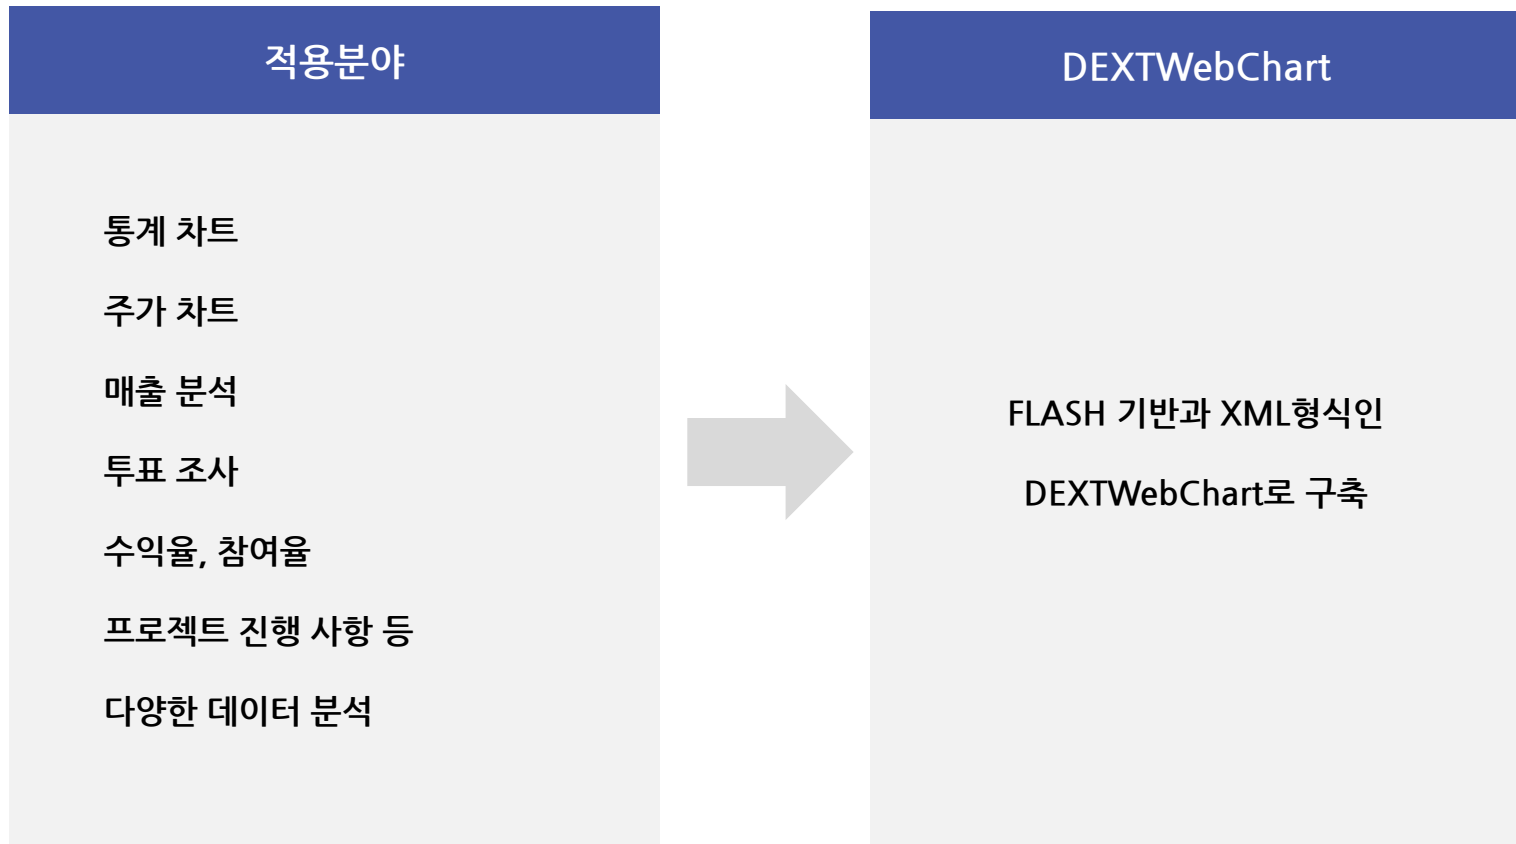 적용분야
통계 차트
주가 차트
매출 분석
투표 조사
수익율, 참여율
프로젝트 진행 사항 등
다양한 데이터 분석
DEXTWebChart
FLASH 기반과 XML형식인
DEXTWebChart로 구축